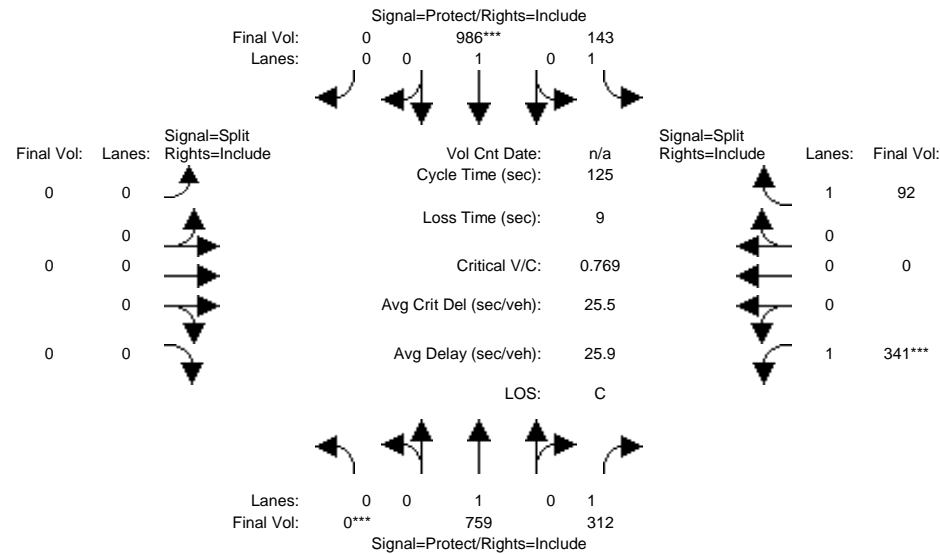 Signal=Protect/Rights=Include
Final Vol: 0 986*** 143
Lanes: 0 0 1 0 1
Signal=Split
Final Vol: Lanes: Rights=Include
Vol Cnt Date: n/a
Signal=Split
Rights=Include Lanes: Final Vol:
Cycle Time (sec): 125
0 0
1 92
Loss Time (sec): 9
0
0
0 0
Critical V/C: 0.769
0 0
0
Avg Crit Del (sec/veh): 25.5
0
0 0
Avg Delay (sec/veh): 25.9
1 341***
LOS: C
Lanes: 0 0 1 0 1
Final Vol: 0*** 759 312
Signal=Protect/Rights=Include